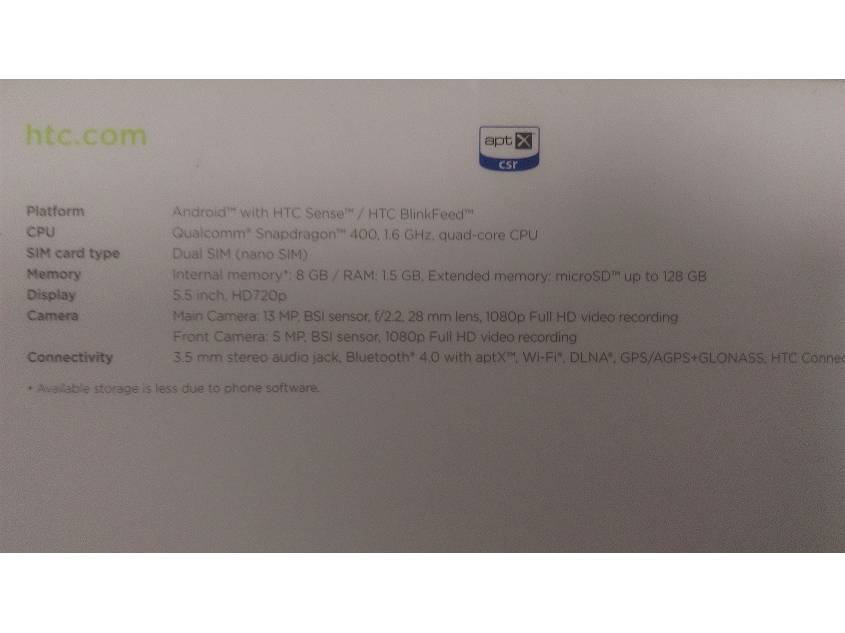 htc.com
aptX
csr
Platform Android™ with HTC Sense™ / HTC BlinkFeed™
CPU Qualcomm® Snapdragon™ 400, 1.6 GHz, quad-core CPU
SIM card type Dual SIM (nano SIM)
Memory Internal memory*: 8 GB / RAM: 1.5 GB, Extended memory: microSD™ up to 128 GB
Display 5.5 inch, HD720p
Camera Main Camera: 13 MP, BSI sensor, f/2.2, 28 mm lens, 1080p Full HD video recording
Front Camera: 5 MP, BSI sensor, 1080p Full HD video recording
Connectivity 3.5 mm stereo audio jack, Bluetooth® 4.0 with aptX™, Wi-Fi®, DLNA®, GPS/AGPS+GLONASS, HTC Connec
* Available storage is less due to phone software.